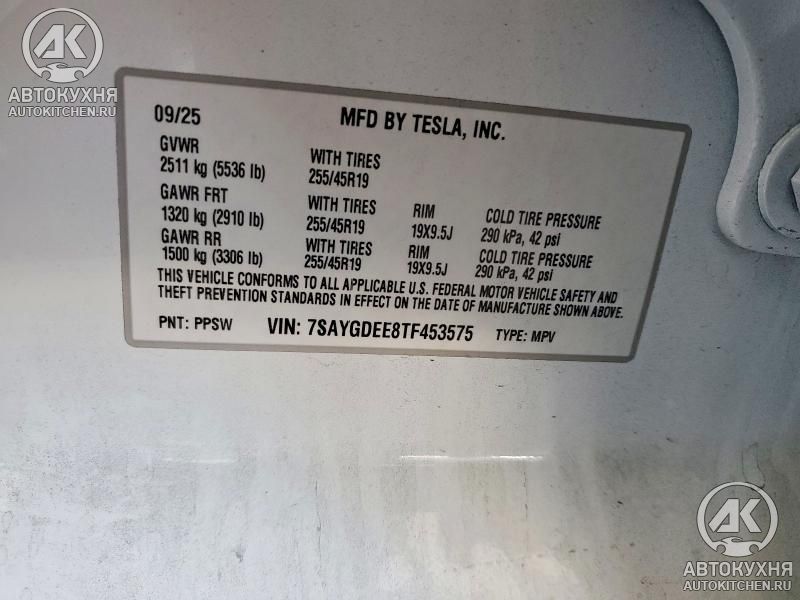 АК
АВТОКУХНЯ
AUTOKITCHEN.RU
09/25 MFD BY TESLA, INC.
GVWR
2511 kg (5536 lb) WITH TIRES 255/45R19
GAWR FRT
1320 kg (2910 lb) WITH TIRES 255/45R19 RIM 19X9.5J COLD TIRE PRESSURE 290 kPa, 42 psi
GAWR RR
1500 kg (3306 lb) WITH TIRES 255/45R19 RIM 19X9.5J COLD TIRE PRESSURE 290 kPa, 42 psi
THIS VEHICLE CONFORMS TO ALL APPLICABLE U.S. FEDERAL MOTOR VEHICLE SAFETY AND
THEFT PREVENTION STANDARDS IN EFFECT ON THE DATE OF MANUFACTURE SHOWN ABOVE.
PNT: PPSW VIN: 7SAYGDEE8TF453575 TYPE: MPV
АК
АВТОКУХНЯ
AUTOKITCHEN.RU